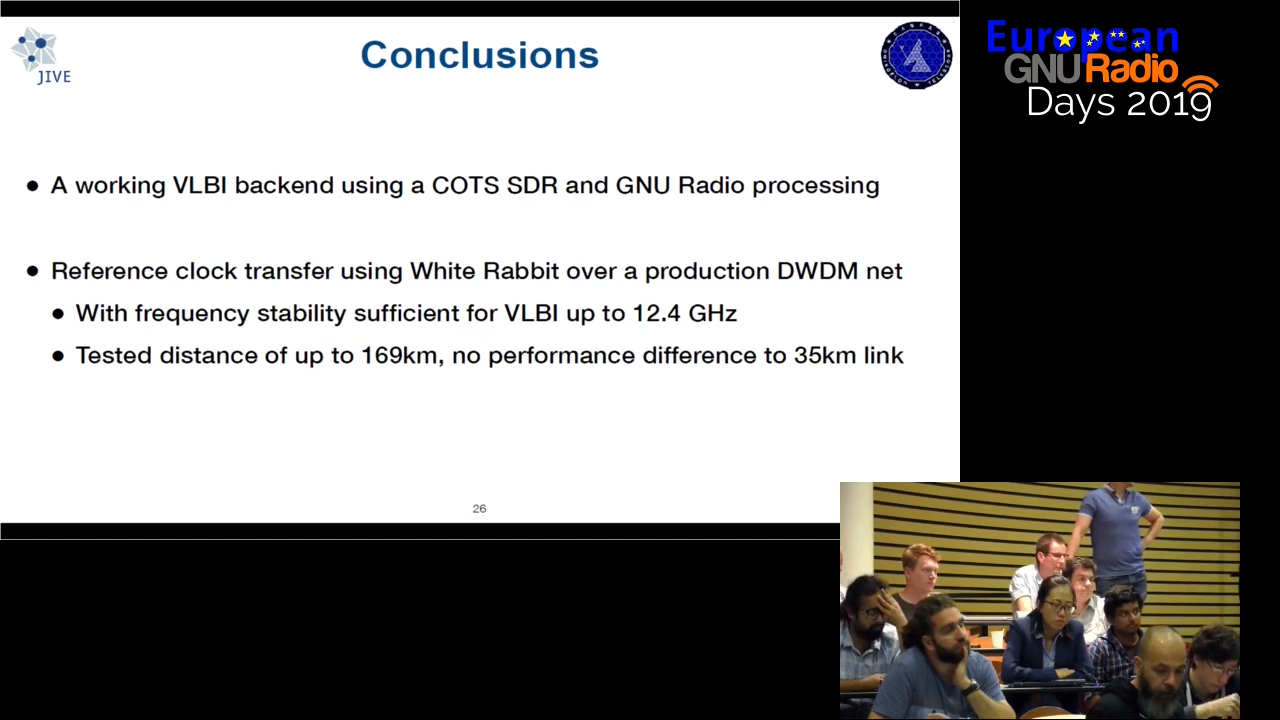 JIVE
Conclusions
European
GNURadio
Days 2019
● A working VLBI backend using a COTS SDR and GNU Radio processing
● Reference clock transfer using White Rabbit over a production DWDM net
● With frequency stability sufficient for VLBI up to 12.4 GHz
● Tested distance of up to 169km, no performance difference to 35km link
26